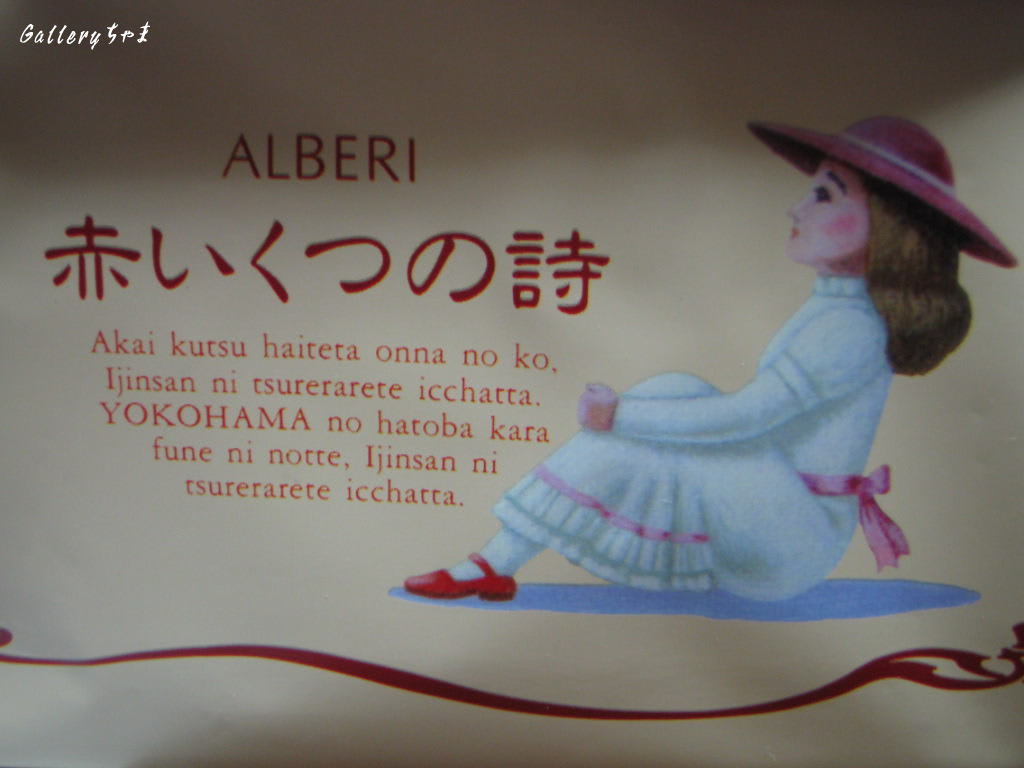 Galleryちゃま
ALBERI
赤いくつの詩
Akai kutsu haiteta onna no ko,
Ijinsan ni tsurerarete icchatta.
YOKOHAMA no hatoba kara
fune ni notte, Ijinsan ni
tsurerarete icchatta.